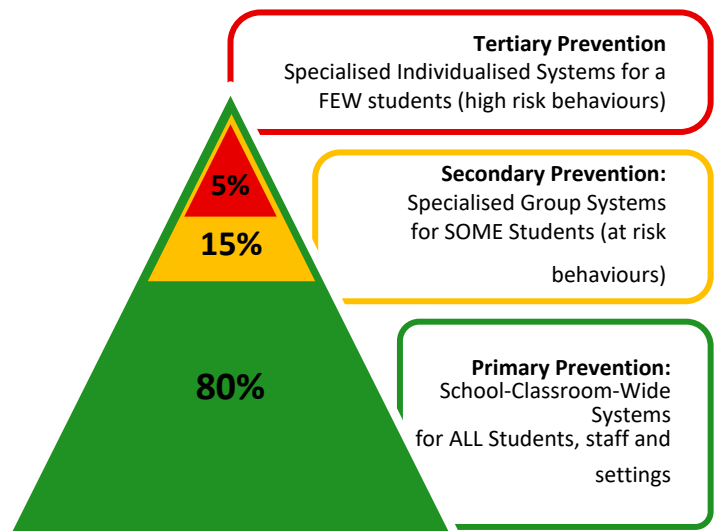 Tertiary Prevention
Specialised Individualised Systems for a
FEW students (high risk behaviours)
5%
Secondary Prevention:
Specialised Group Systems
for SOME Students (at risk
behaviours)
15%
Primary Prevention:
School-Classroom-Wide
Systems
for ALL Students, staff and
settings
80%